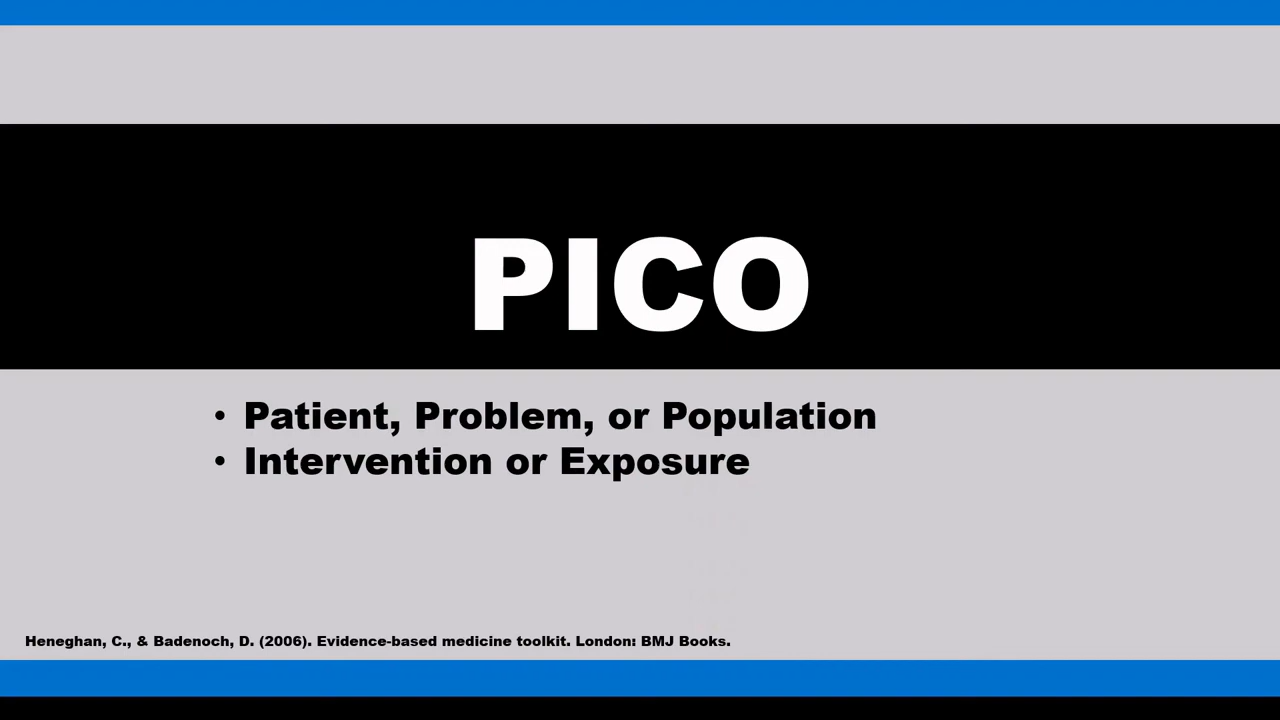 PICO
• Patient, Problem, or Population
• Intervention or Exposure
Heneghan, C., & Badenoch, D. (2006). Evidence-based medicine toolkit. London: BMJ Books.